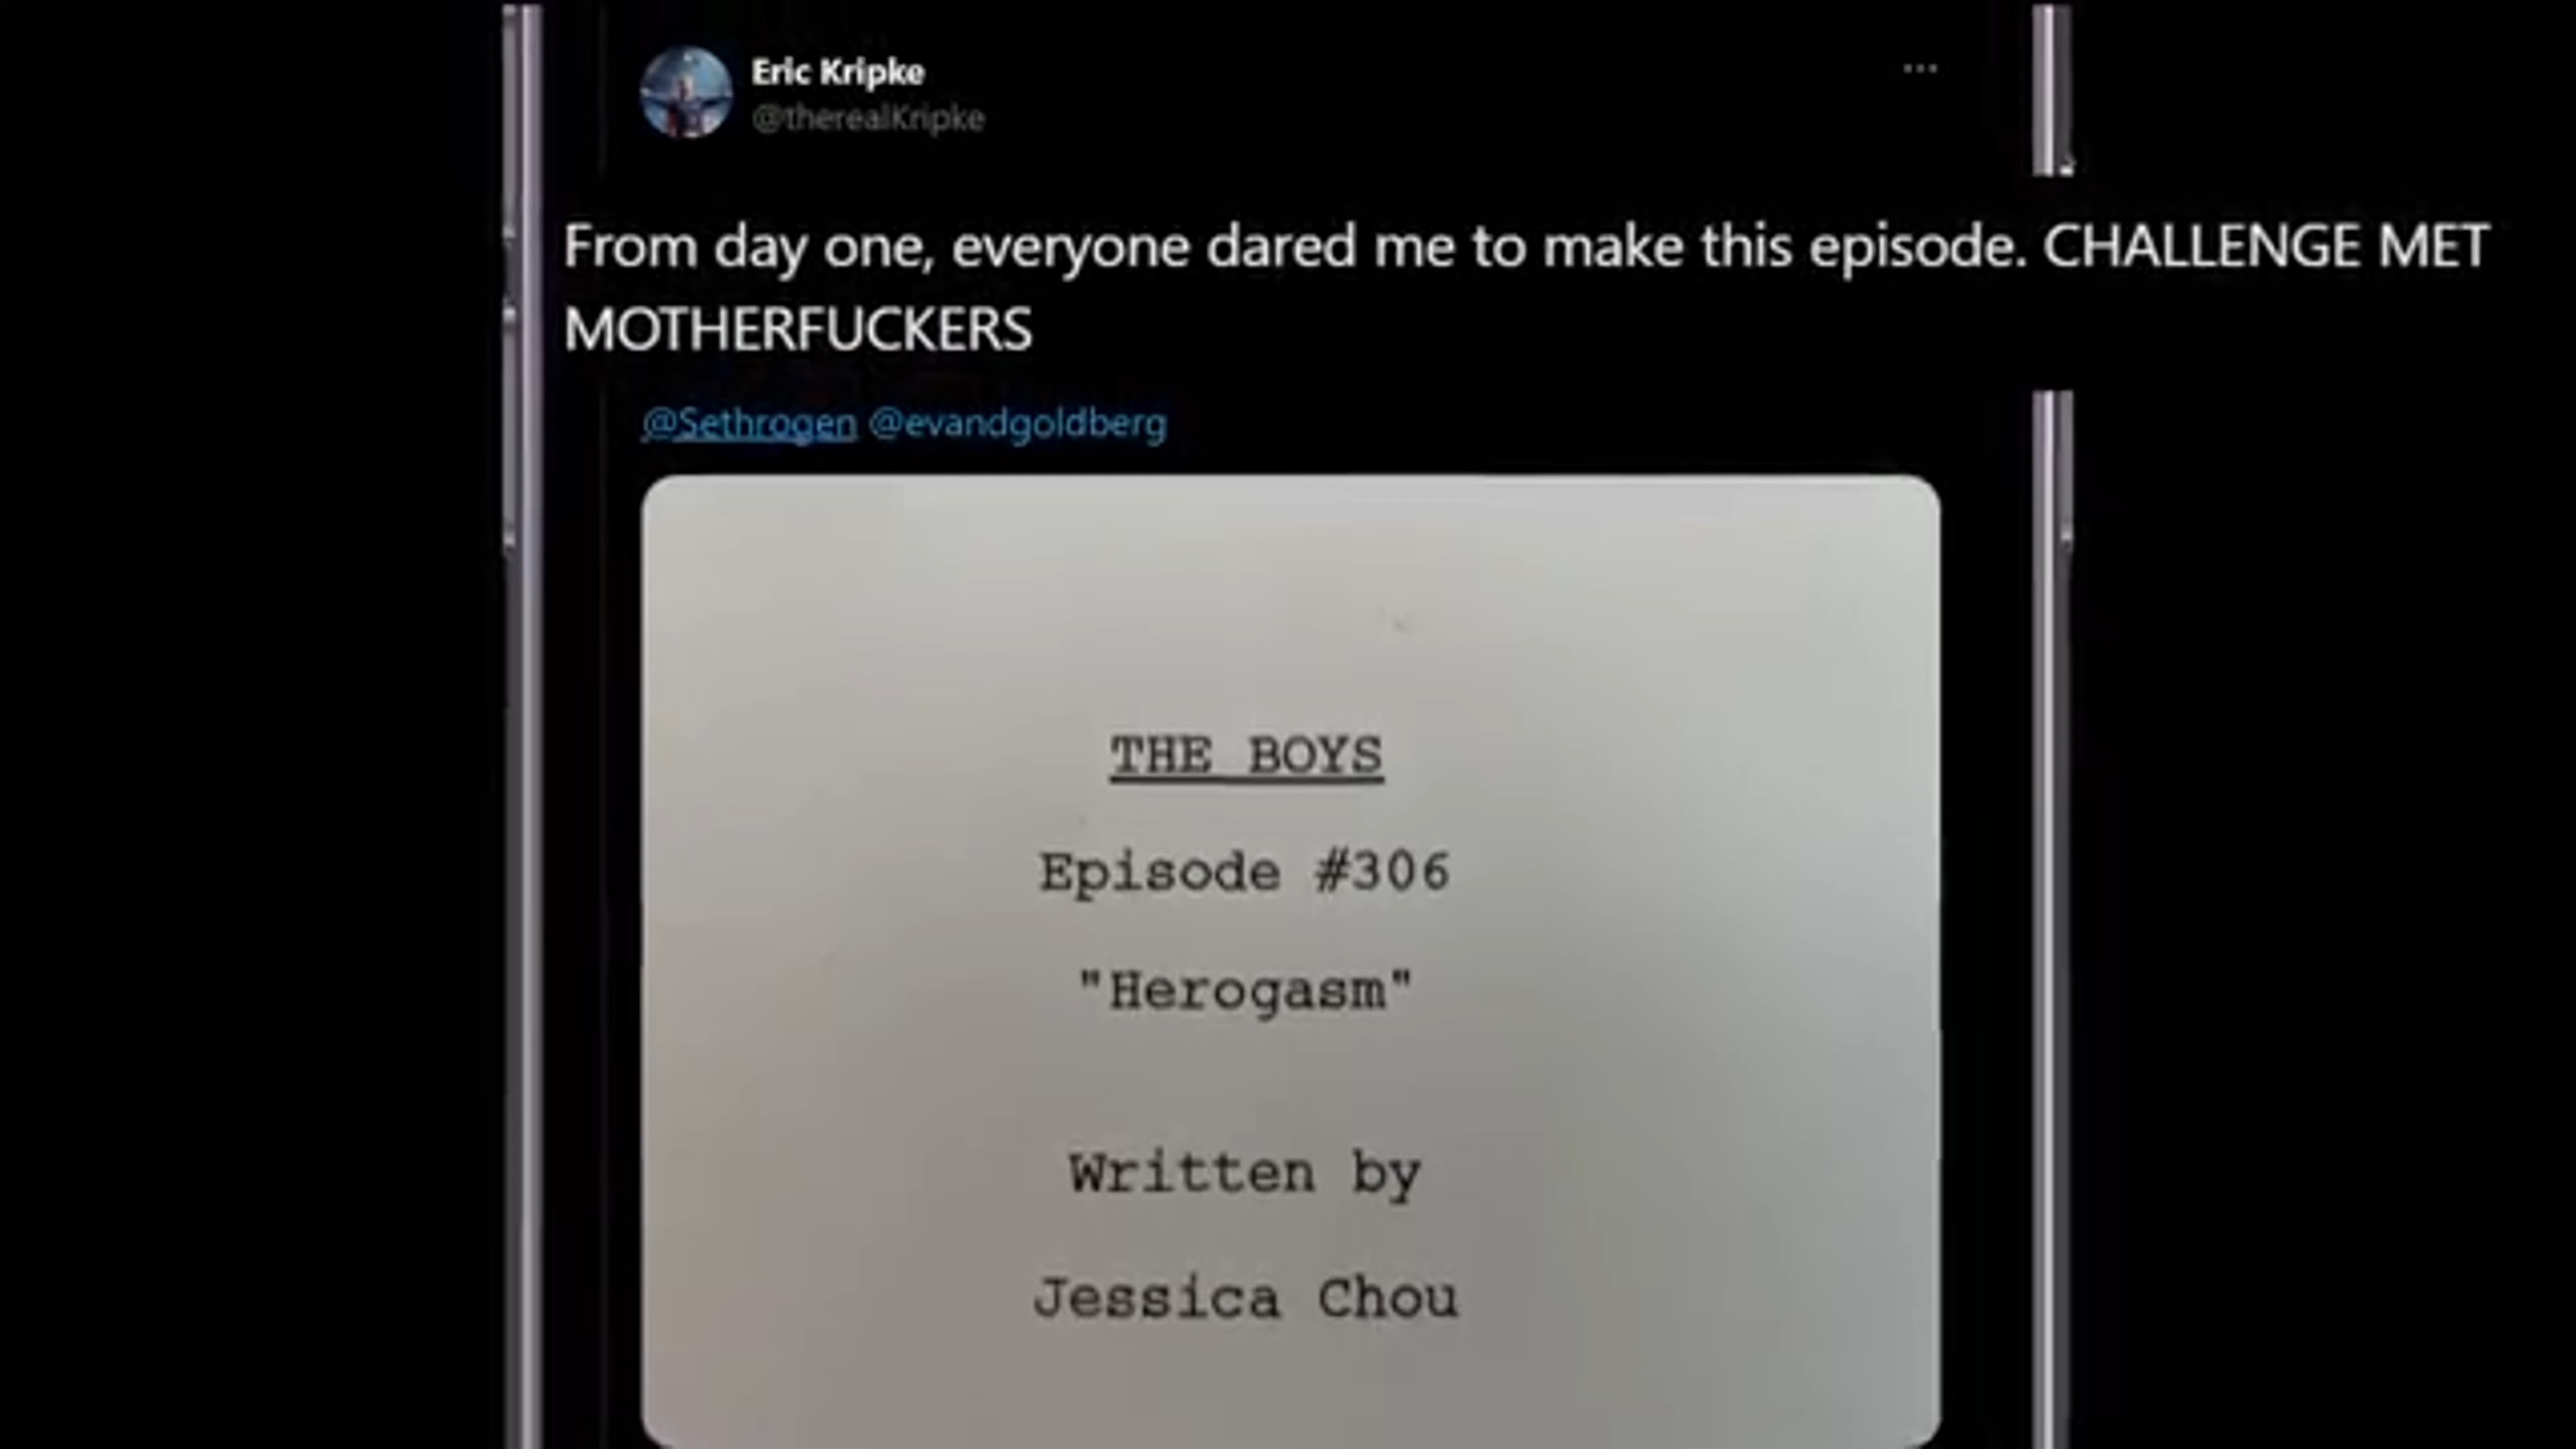 Eric Kripke
@therealKripke
From day one, everyone dared me to make this episode. CHALLENGE MET
MOTHERFUCKERS
@Sethrogen @evandgoldberg
THE BOYS
Episode #306
"Herogasm"
Written by
Jessica Chou